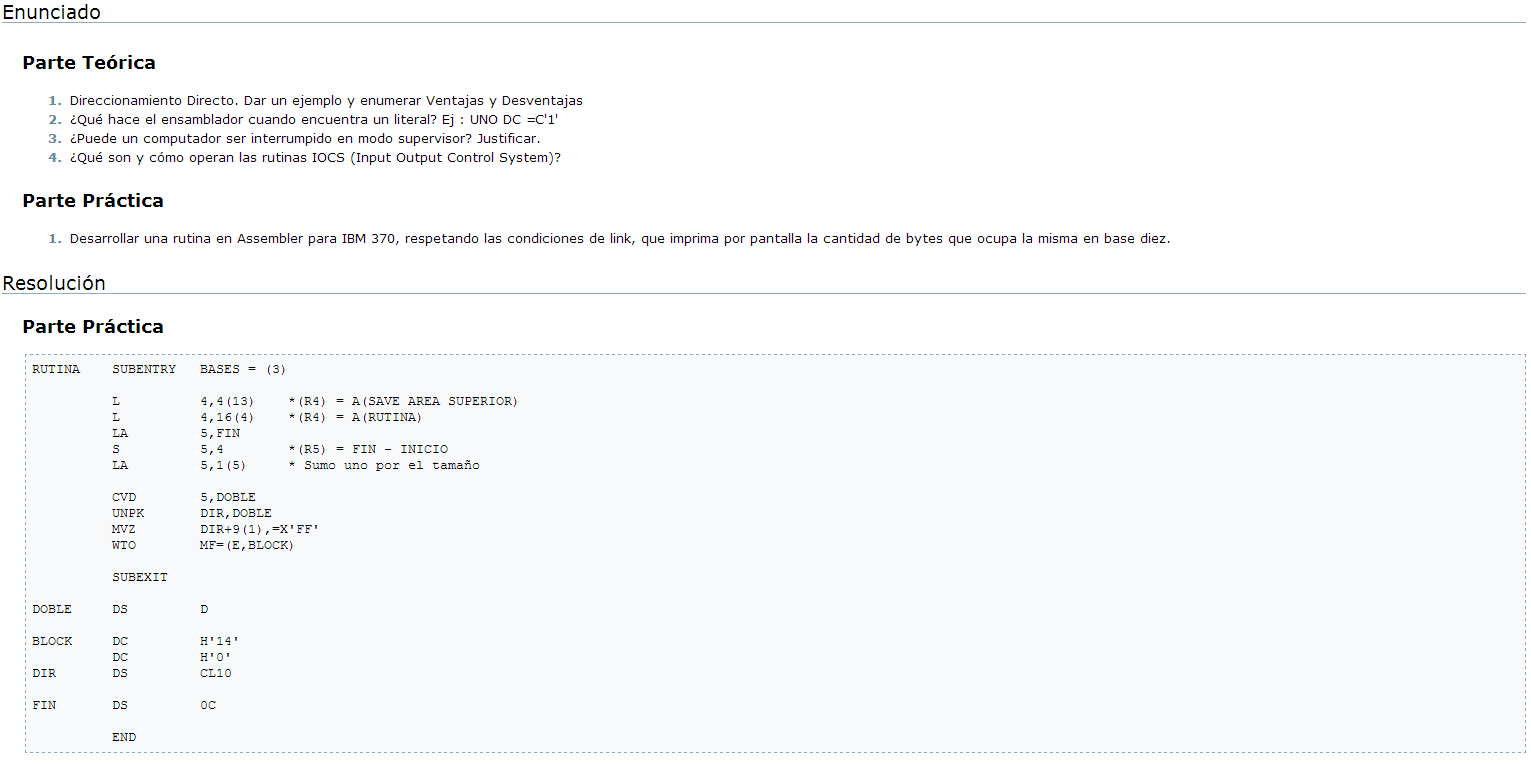 Enunciado
Parte Teórica
1. Direccionamiento Directo. Dar un ejemplo y enumerar Ventajas y Desventajas
2. ¿Qué hace el ensamblador cuando encuentra un literal? Ej : UNO DC =C'1'
3. ¿Puede un computador ser interrumpido en modo supervisor? Justificar.
4. ¿Qué son y cómo operan las rutinas IOCS (Input Output Control System)?
Parte Práctica
1. Desarrollar una rutina en Assembler para IBM 370, respetando las condiciones de link, que imprima por pantalla la cantidad de bytes que ocupa la misma en base diez.
Resolución
Parte Práctica
RUTINA    SUBENTRY   BASES = (3)
          L          4,4(13)    *(R4) = A(SAVE AREA SUPERIOR)
          L          4,16(4)    *(R4) = A(RUTINA)
          LA         5,FIN
          S          5,4        *(R5) = FIN - INICIO
          LA         5,1(5)     * Sumo uno por el tamaño
          CVD        5,DOBLE
          UNPK       DIR,DOBLE
          MVZ        DIR+9(1),=X'FF'
          WTO        MF=(E,BLOCK)
          SUBEXIT
DOBLE     DS         D
BLOCK     DC         H'14'
          DC         H'0'
DIR       DS         CL10
FIN       DS         0C
          END